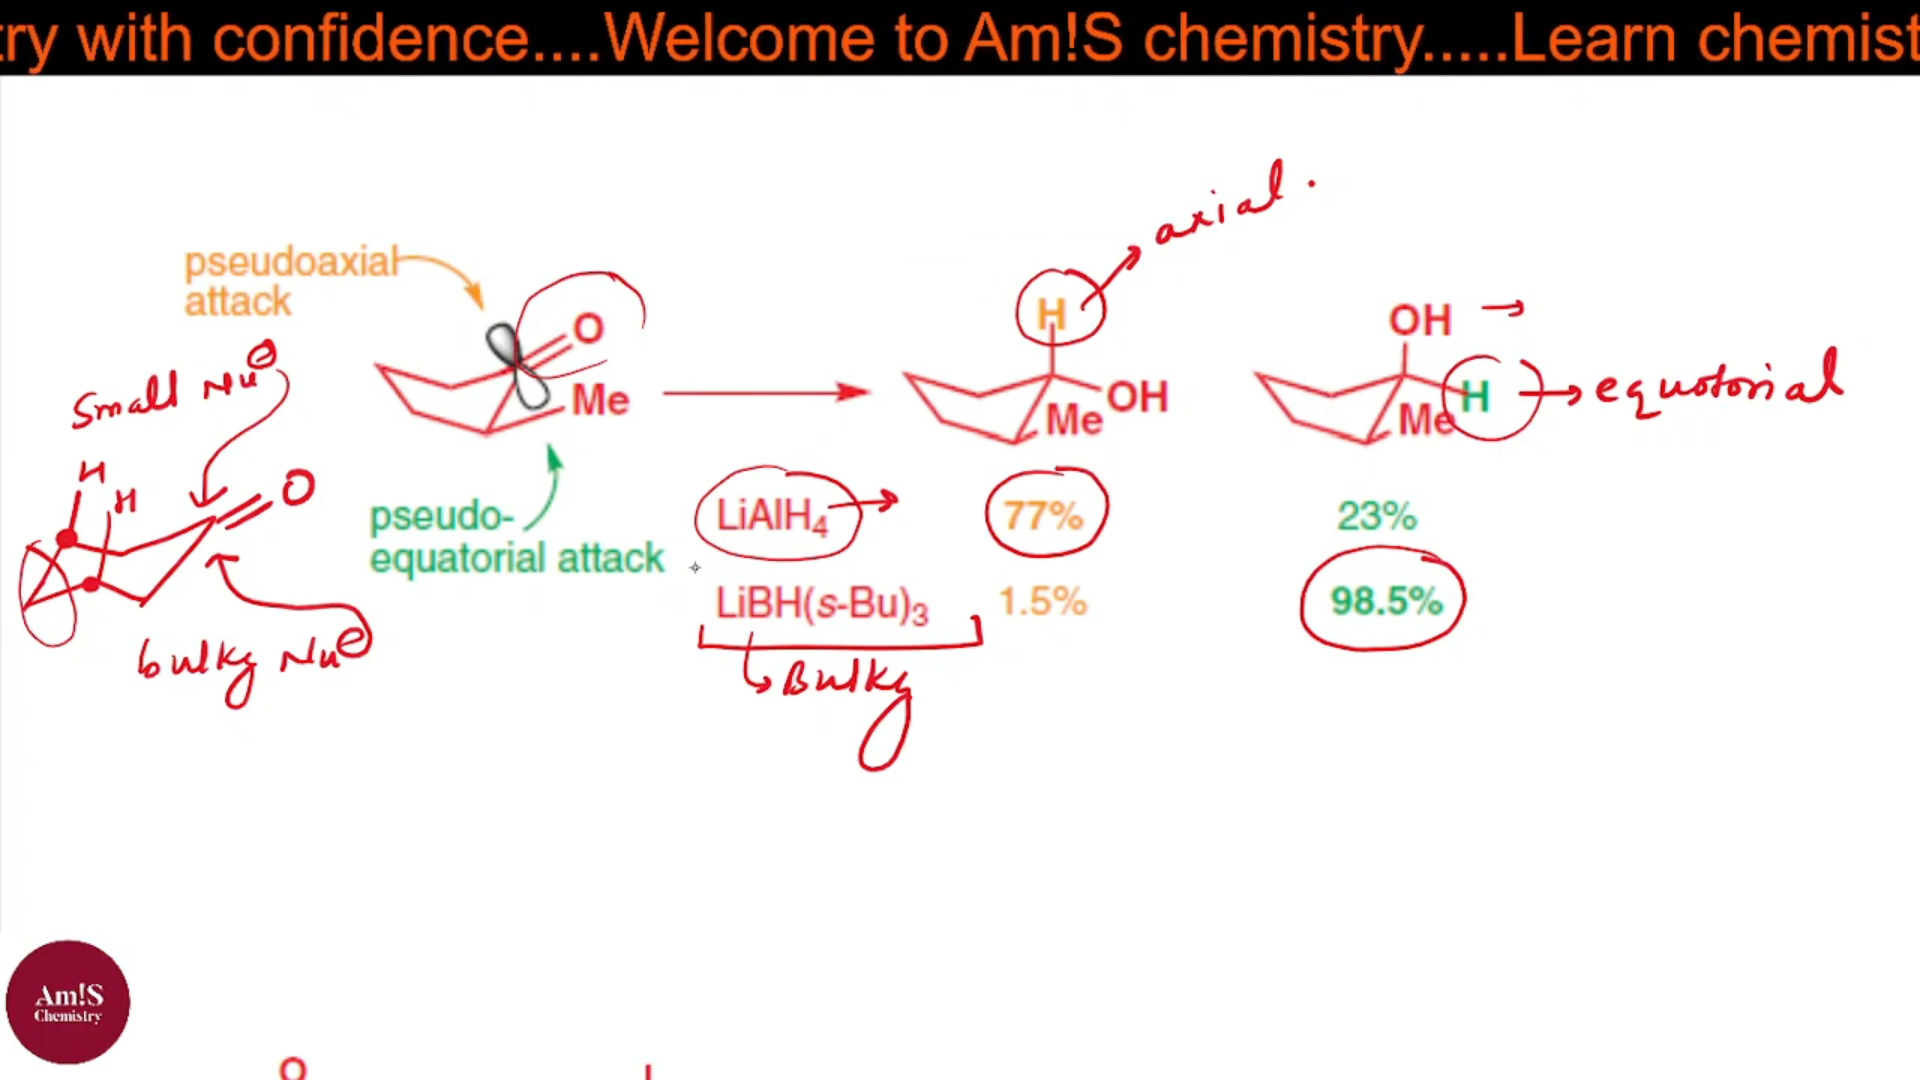 ry with confidence....Welcome to Am!S chemistry.....Learn chemist
axial.
pseudoaxial
attack
O
Me
H
OH
Me
OH
H
Me
equotorial
Small Nu⊖
H
H
O
pseudo-
equatorial attack
LiAlH4
77%
23%
LiBH(s-Bu)3
1.5%
98.5%
bulky Nu⊖
Bulky
Am!S
Chemistry
O